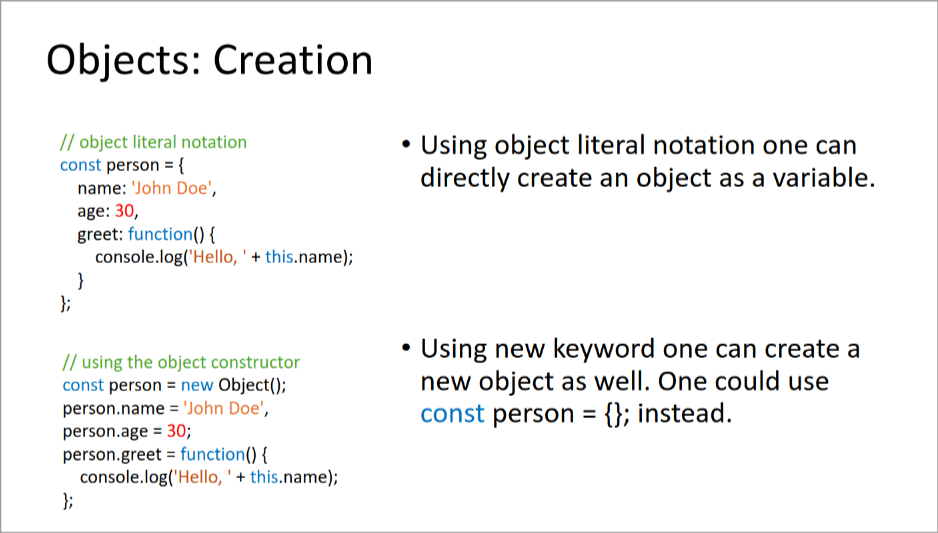 Objects: Creation
// object literal notation
const person = {
name: 'John Doe',
age: 30,
greet: function() {
console.log('Hello, ' + this.name);
}
};
• Using object literal notation one can
directly create an object as a variable.
// using the object constructor
const person = new Object();
person.name = 'John Doe',
person.age = 30;
person.greet = function() {
console.log('Hello, ' + this.name);
};
• Using new keyword one can create a
new object as well. One could use
const person = {}; instead.